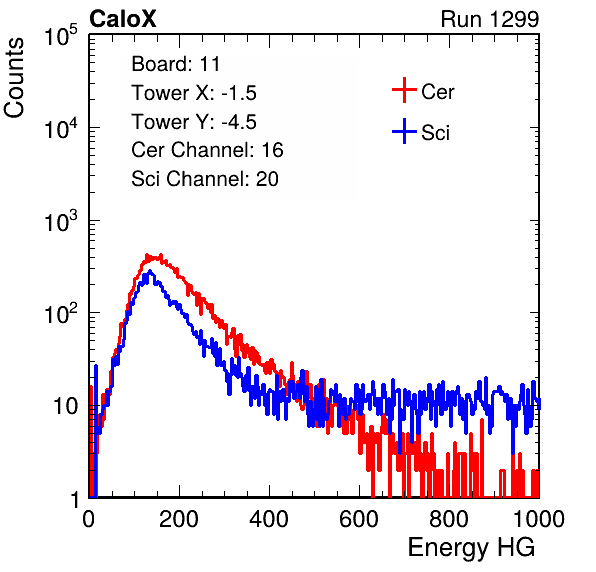 CaloX Run 1299
Counts
10^5
10^4
10^3
10^2
10
1
Board: 11
Tower X: -1.5
Tower Y: -4.5
Cer Channel: 16
Sci Channel: 20
Cer
Sci
0 200 400 600 800 1000
Energy HG